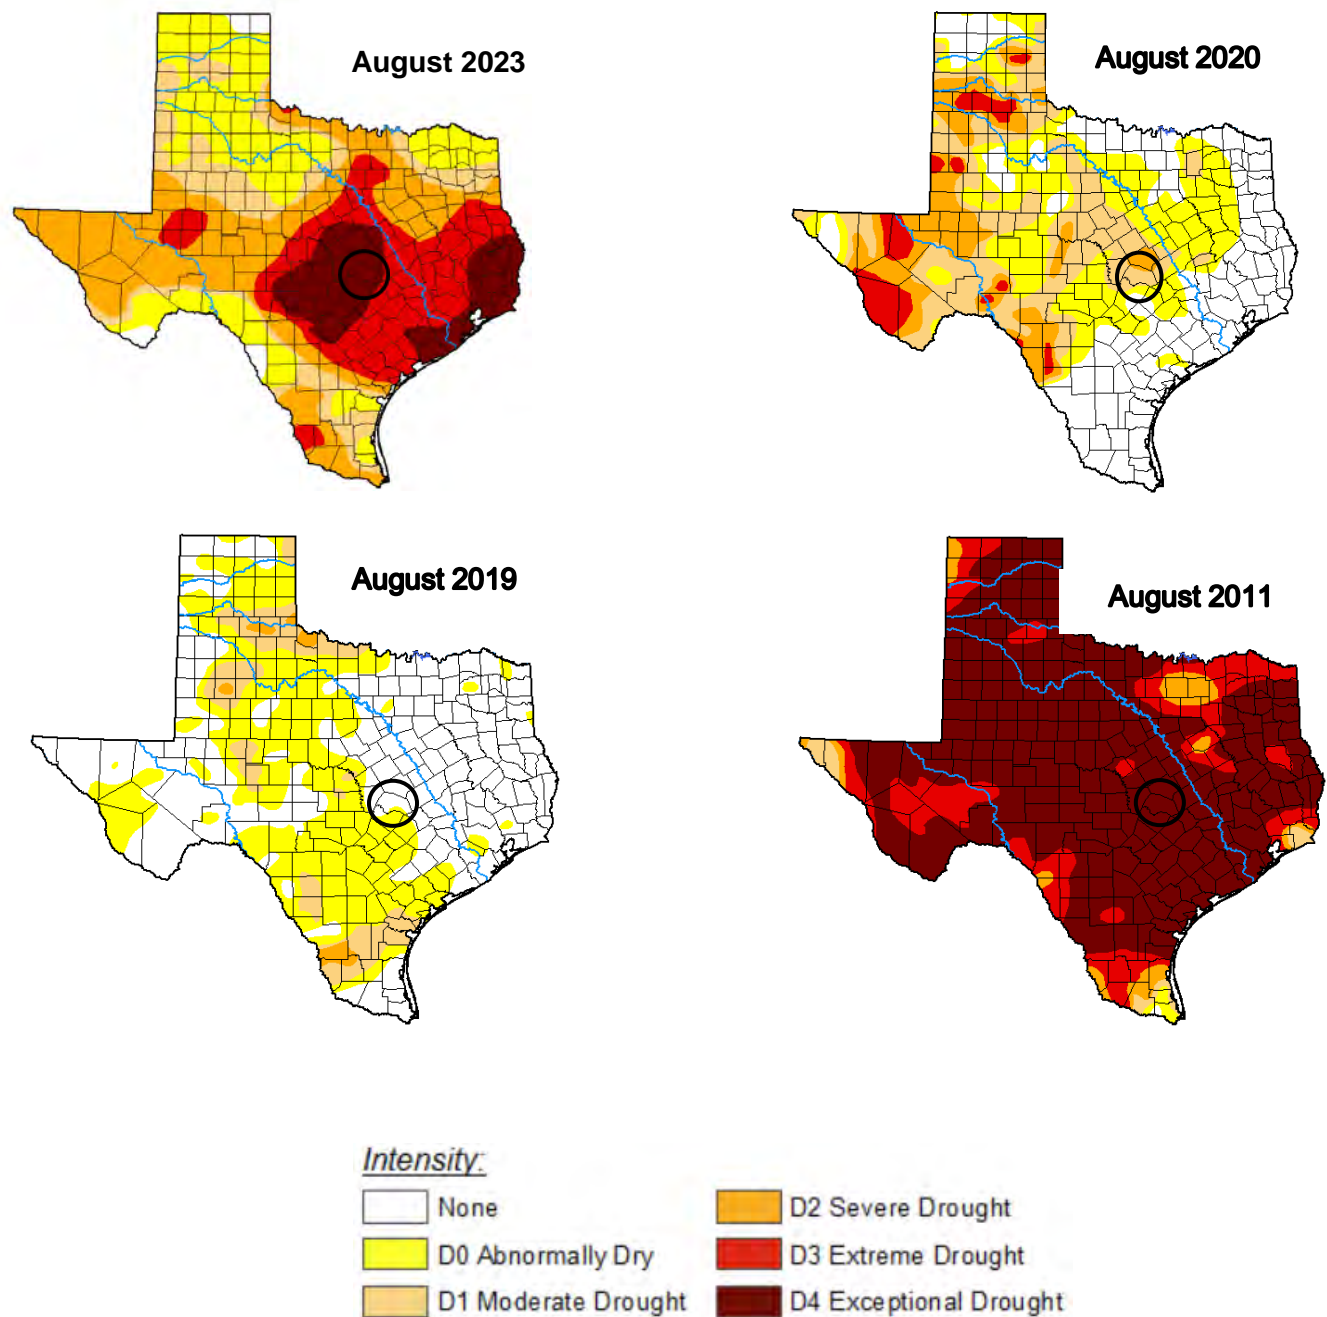 August 2023
August 2020
August 2019
August 2011
Intensity:
None
D0 Abnormally Dry
D1 Moderate Drought
D2 Severe Drought
D3 Extreme Drought
D4 Exceptional Drought